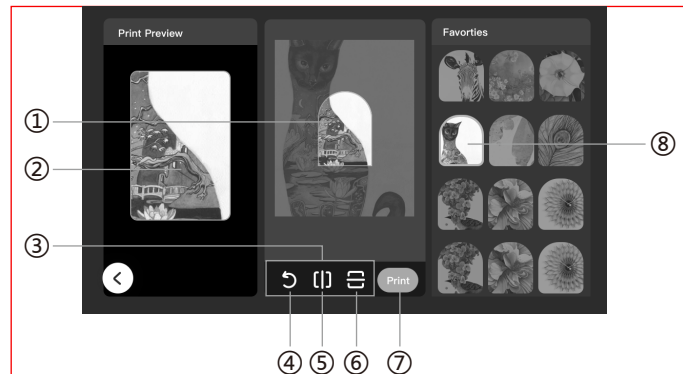 Print Preview
Favorties
①
②
⑧
③
Print
④ ⑤ ⑥ ⑦